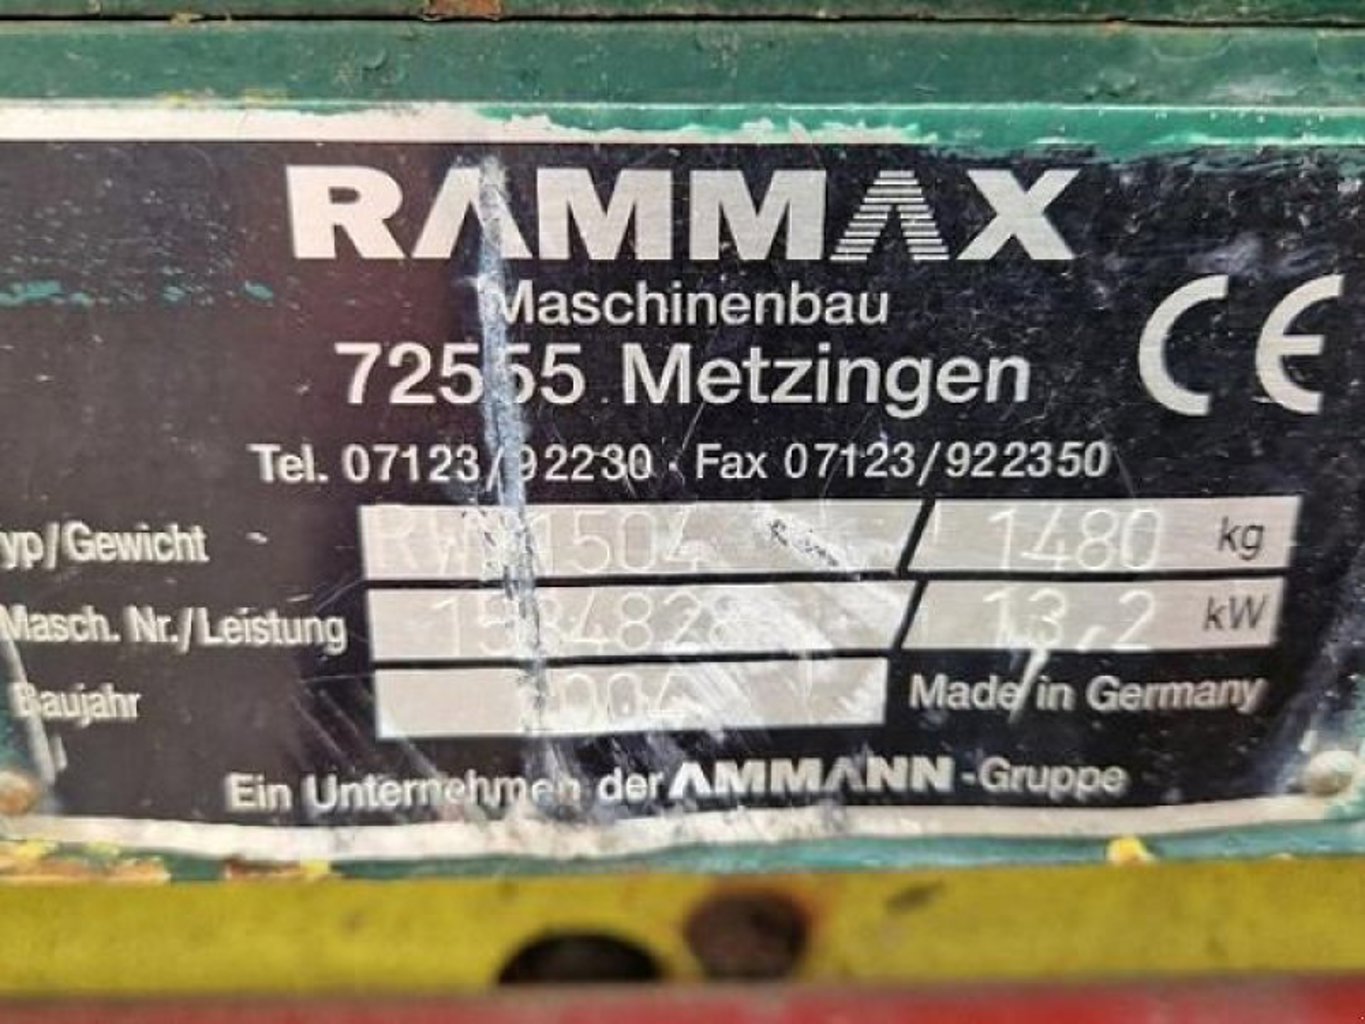 RAMMAX
Maschinenbau
72555 Metzingen
CE
Tel. 07123/92230 · Fax 07123/922350
yp/Gewicht 1480 kg
Masch. Nr./Leistung 13,2 kW
Baujahr Made in Germany
Ein Unternehmen der AMMANN-Gruppe